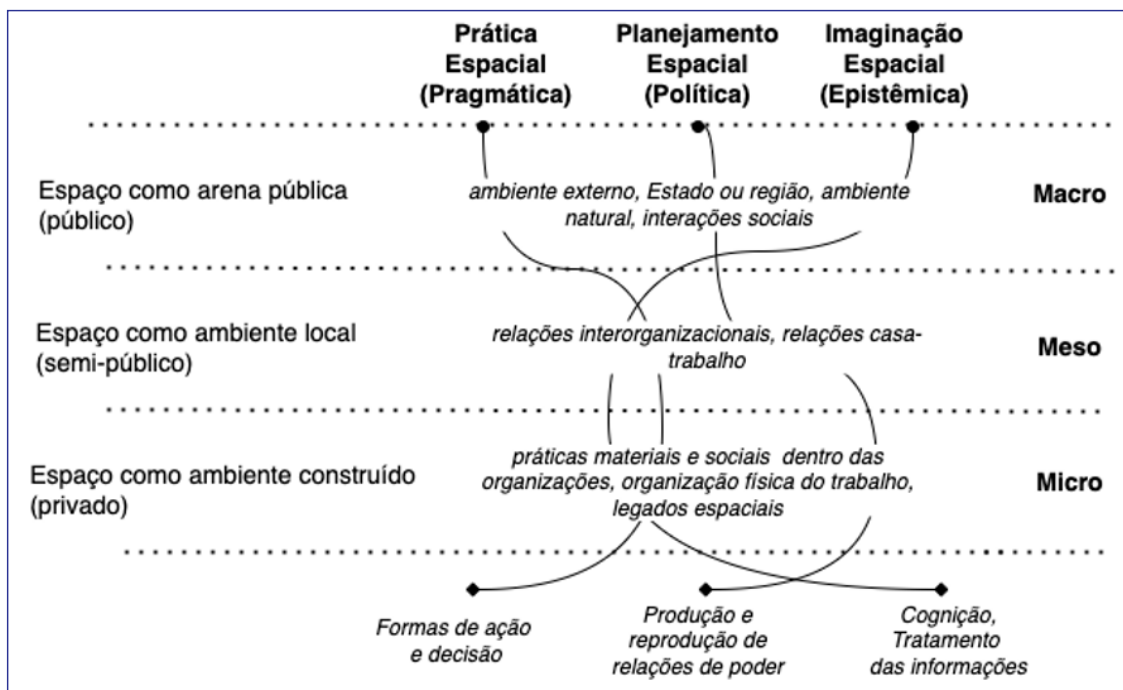 Prática
Espacial
(Pragmática)
Planejamento
Espacial
(Política)
Imaginação
Espacial
(Epistêmica)
Espaço como arena pública
(público)
ambiente externo, Estado ou região, ambiente
natural, interações sociais
Macro
Espaço como ambiente local
(semi-público)
relações interorganizacionais, relações casa-
trabalho
Meso
Espaço como ambiente construído
(privado)
práticas materiais e sociais dentro das
organizações, organização física do trabalho,
legados espaciais
Micro
Formas de ação
e decisão
Produção e
reprodução de
relações de poder
Cognição,
Tratamento
das informações